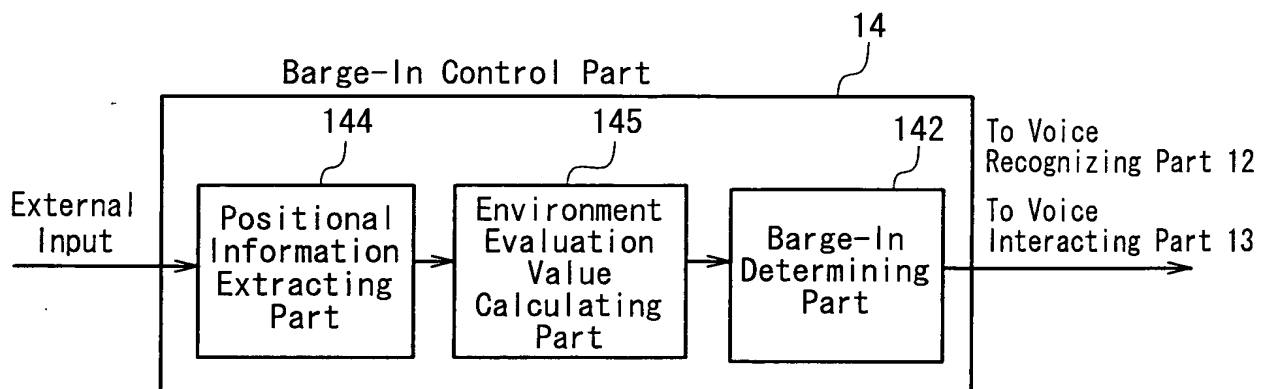 14
Barge-In Control Part
144
145
142
To Voice
Recognizing Part 12
External
Input
Positional
Information
Extracting
Part
Environment
Evaluation
Value
Calculating
Part
Barge-In
Determining
Part
To Voice
Interacting Part 13